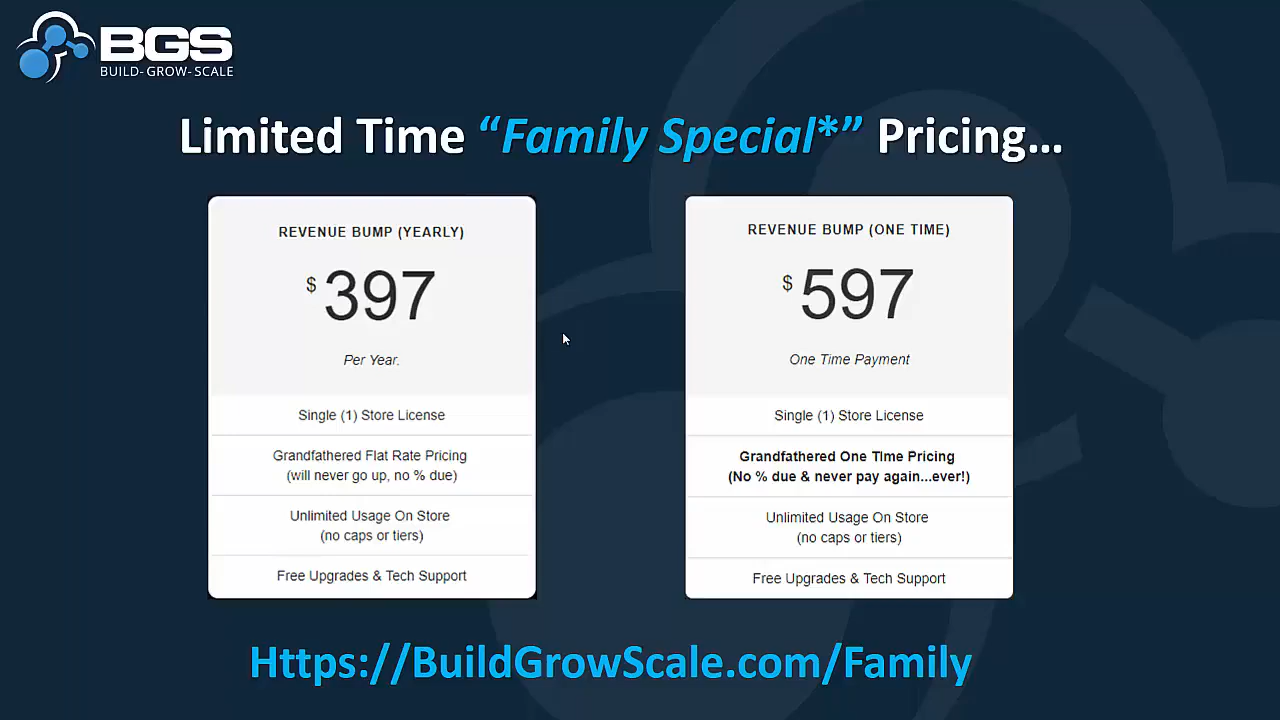 BGS
BUILD-GROW-SCALE
Limited Time “Family Special*” Pricing...
REVENUE BUMP (YEARLY)
$ 397
Per Year.
Single (1) Store License
Grandfathered Flat Rate Pricing
(will never go up, no % due)
Unlimited Usage On Store
(no caps or tiers)
Free Upgrades & Tech Support
REVENUE BUMP (ONE TIME)
$ 597
One Time Payment
Single (1) Store License
Grandfathered One Time Pricing
(No % due & never pay again...ever!)
Unlimited Usage On Store
(no caps or tiers)
Free Upgrades & Tech Support
Https://BuildGrowScale.com/Family